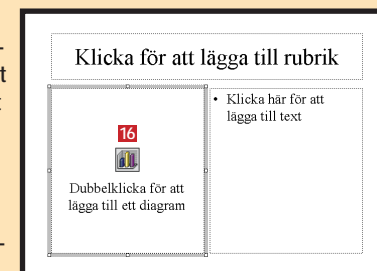 Klicka för att lägga till rubrik
16
Dubbelklicka för att
lägga till ett diagram
• Klicka här för att
lägga till text